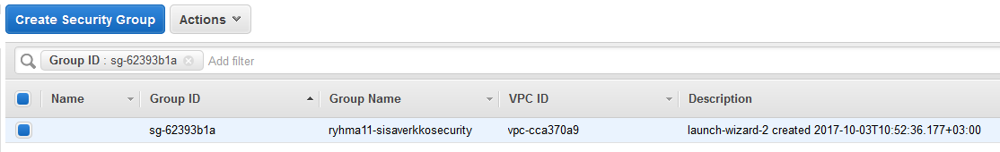 Create Security Group Actions
Group ID : sg-62393b1a Add filter
Name Group ID Group Name VPC ID Description
sg-62393b1a ryhma11-sisaverkkosecurity vpc-cca370a9 launch-wizard-2 created 2017-10-03T10:52:36.177+03:00